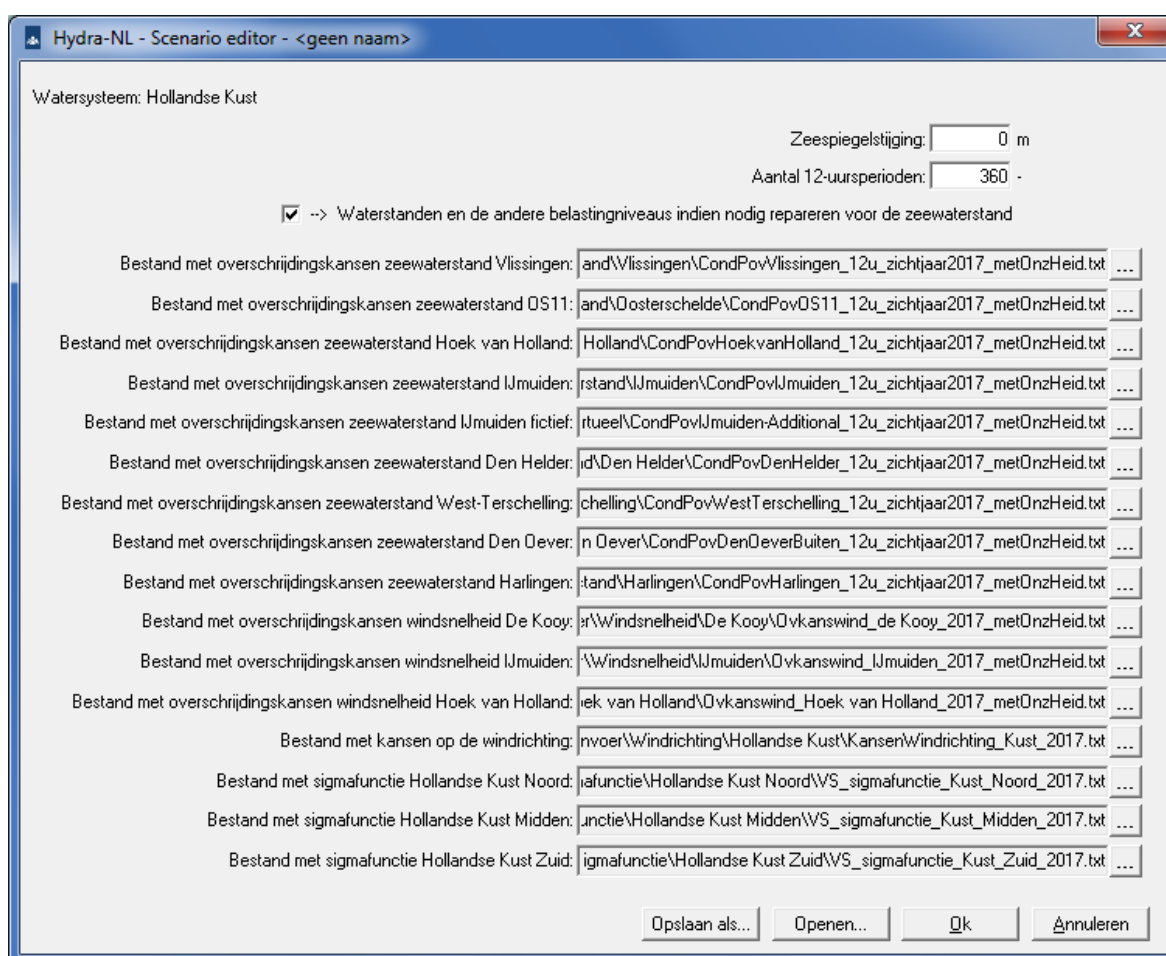 Hydra-NL - Scenario editor - <geen naam>
Watersysteem: Hollandse Kust
Zeespiegelstijging: 0 m
Aantal 12-uursperioden: 360 -
--> Waterstanden en de andere belastingniveaus indien nodig repareren voor de zeewaterstand
Bestand met overschrijdingskansen zeewaterstand Vlissingen: and\Vlissingen\CondPovVlissingen_12u_zichtjaar2017_metOnzHeid.txt ...
Bestand met overschrijdingskansen zeewaterstand OS11: and\Oosterschelde\CondPovOS11_12u_zichtjaar2017_metOnzHeid.txt ...
Bestand met overschrijdingskansen zeewaterstand Hoek van Holland: Holland\CondPovHoekvanHolland_12u_zichtjaar2017_metOnzHeid.txt ...
Bestand met overschrijdingskansen zeewaterstand IJmuiden: rstand\IJmuiden\CondPovIJmuiden_12u_zichtjaar2017_metOnzHeid.txt ...
Bestand met overschrijdingskansen zeewaterstand IJmuiden fictief: rtueel\CondPovIJmuiden-Additional_12u_zichtjaar2017_metOnzHeid.txt ...
Bestand met overschrijdingskansen zeewaterstand Den Helder: d\Den Helder\CondPovDenHelder_12u_zichtjaar2017_metOnzHeid.txt ...
Bestand met overschrijdingskansen zeewaterstand West-Terschelling: chelling\CondPovWestTerschelling_12u_zichtjaar2017_metOnzHeid.txt ...
Bestand met overschrijdingskansen zeewaterstand Den Oever: n Oever\CondPovDenOeverBuiten_12u_zichtjaar2017_metOnzHeid.txt ...
Bestand met overschrijdingskansen zeewaterstand Harlingen: tand\Harlingen\CondPovHarlingen_12u_zichtjaar2017_metOnzHeid.txt ...
Bestand met overschrijdingskansen windsnelheid De Kooy: r\Windsnelheid\De Kooy\Ovkanswind_de Kooy_2017_metOnzHeid.txt ...
Bestand met overschrijdingskansen windsnelheid IJmuiden: \Windsnelheid\IJmuiden\Ovkanswind_IJmuiden_2017_metOnzHeid.txt ...
Bestand met overschrijdingskansen windsnelheid Hoek van Holland: ek van Holland\Ovkanswind_Hoek van Holland_2017_metOnzHeid.txt ...
Bestand met kansen op de windrichting: nvoer\Windrichting\Hollandse Kust\KansenWindrichting_Kust_2017.txt ...
Bestand met sigmafunctie Hollandse Kust Noord: afunctie\Hollandse Kust Noord\VS_sigmafunctie_Kust_Noord_2017.txt ...
Bestand met sigmafunctie Hollandse Kust Midden: unctie\Hollandse Kust Midden\VS_sigmafunctie_Kust_Midden_2017.txt ...
Bestand met sigmafunctie Hollandse Kust Zuid: igmafunctie\Hollandse Kust Zuid\VS_sigmafunctie_Kust_Zuid_2017.txt ...
Opslaan als... Openen... Ok Annuleren